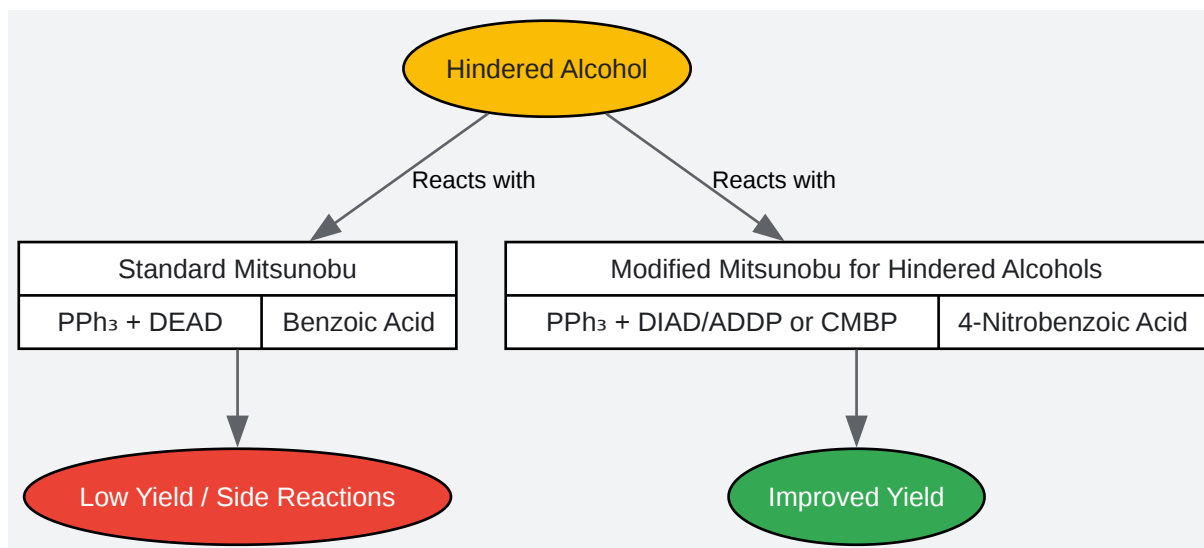 Hindered Alcohol
Reacts with
Reacts with
Standard Mitsunobu
PPh₃ + DEAD
Benzoic Acid
Modified Mitsunobu for Hindered Alcohols
PPh₃ + DIAD/ADDP or CMBP
4-Nitrobenzoic Acid
Low Yield / Side Reactions
Improved Yield